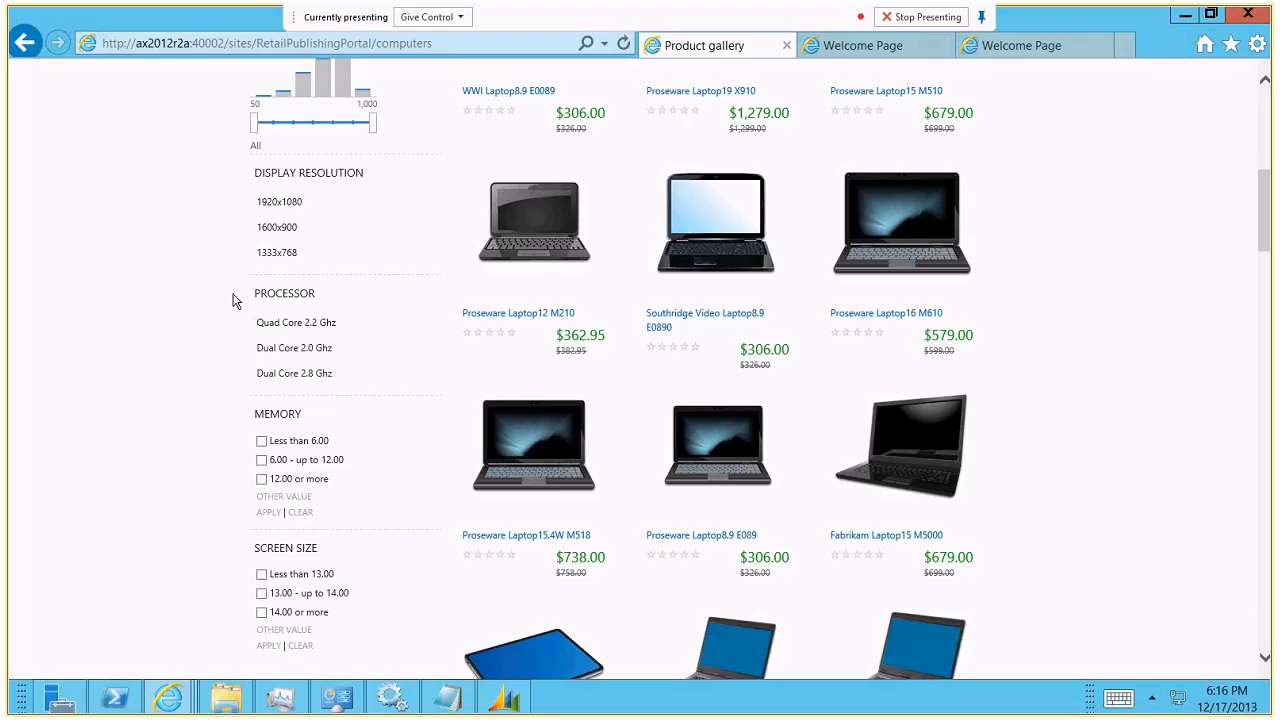 Currently presenting
Give Control
Stop Presenting
http://ax2012r2a:40002/sites/RetailPublishingPortal/computers
Product gallery
Welcome Page
Welcome Page
50
1,000
All
DISPLAY RESOLUTION
1920x1080
1600x900
1333x768
PROCESSOR
Quad Core 2.2 Ghz
Dual Core 2.0 Ghz
Dual Core 2.8 Ghz
MEMORY
Less than 6.00
6.00 - up to 12.00
12.00 or more
OTHER VALUE
APPLY | CLEAR
SCREEN SIZE
Less than 13.00
13.00 - up to 14.00
14.00 or more
OTHER VALUE
APPLY | CLEAR
WWI Laptop8.9 E0089
$306.00
$326.00
Proseware Laptop19 X910
$1,279.00
$1,299.00
Proseware Laptop15 M510
$679.00
$699.00
Proseware Laptop12 M210
$362.95
$382.95
Southridge Video Laptop8.9
E0890
$306.00
$326.00
Proseware Laptop16 M610
$579.00
$599.00
Proseware Laptop15.4W M518
$738.00
$758.00
Proseware Laptop8.9 E089
$306.00
$326.00
Fabrikam Laptop15 M5000
$679.00
$699.00
6:16 PM
12/17/2013